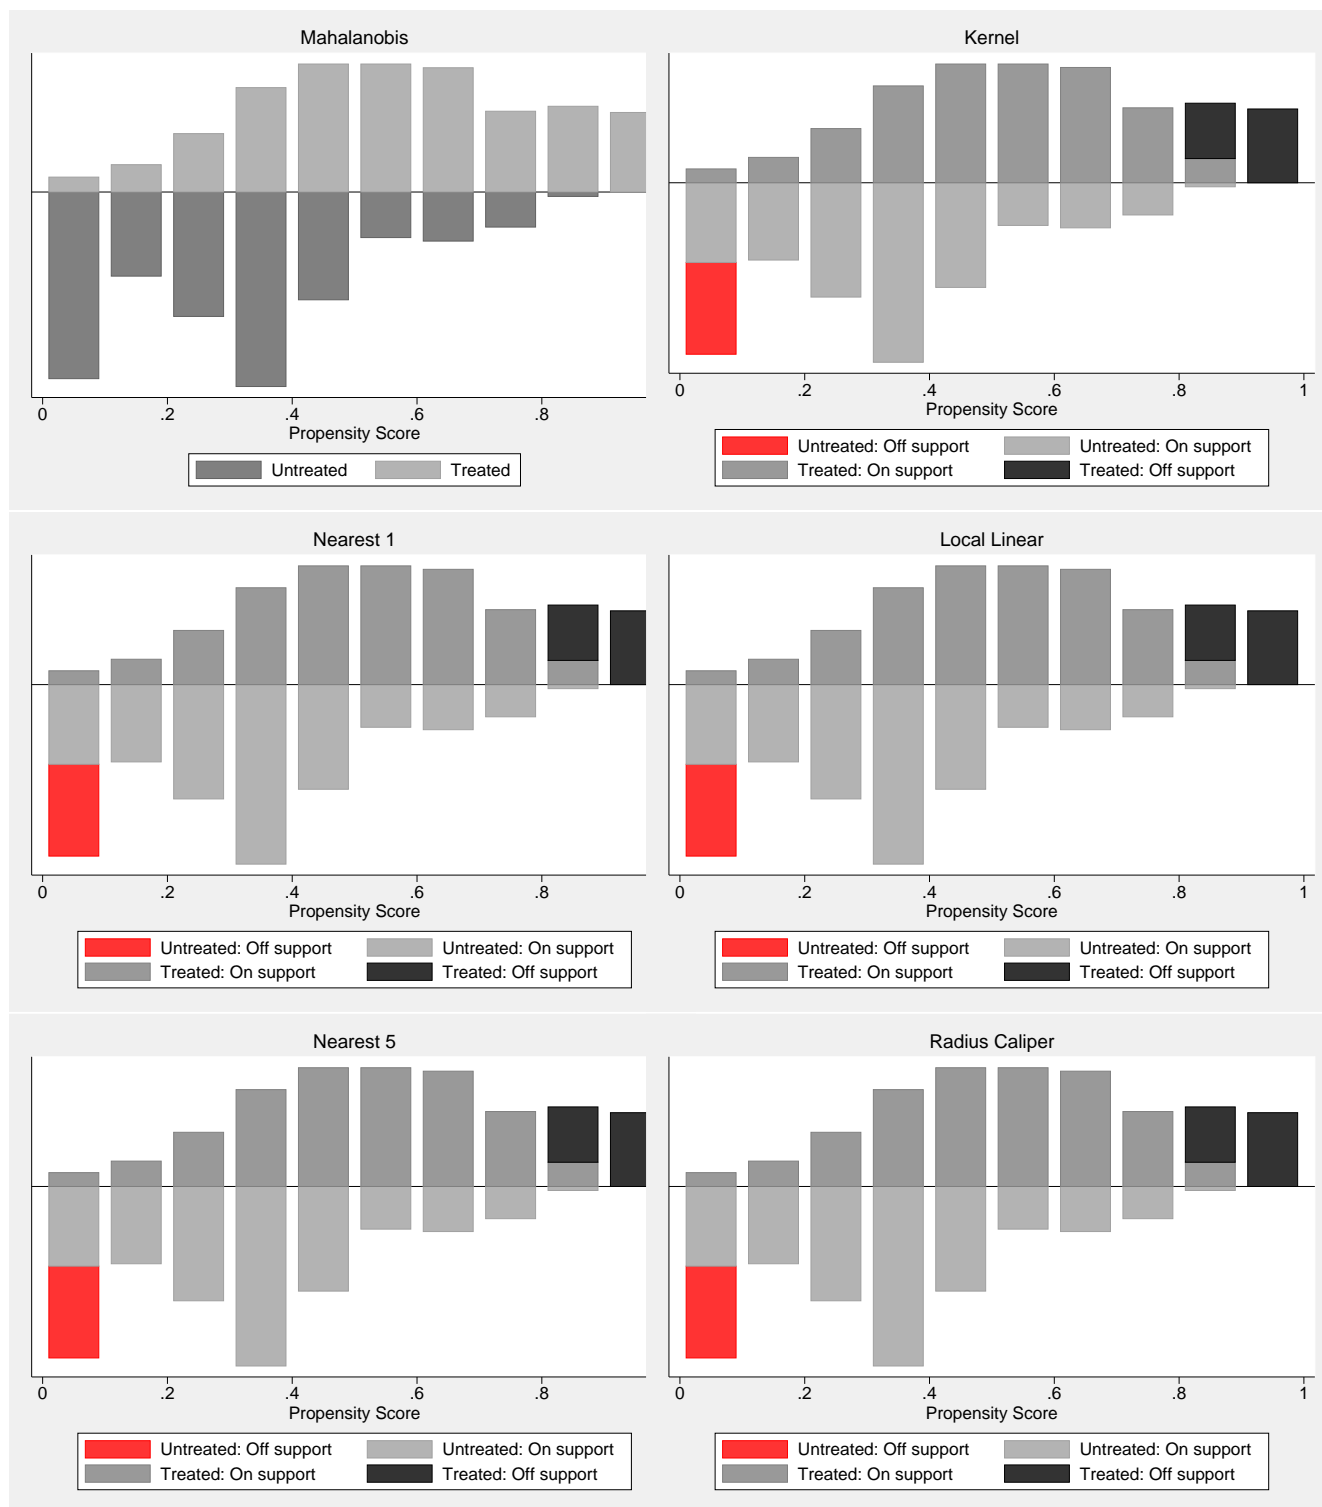 Mahalanobis
0 .2 .4 .6 .8
Propensity Score
Untreated Treated
Kernel
0 .2 .4 .6 .8 1
Propensity Score
Untreated: Off support Untreated: On support
Treated: On support Treated: Off support
Nearest 1
0 .2 .4 .6 .8
Propensity Score
Untreated: Off support Untreated: On support
Treated: On support Treated: Off support
Local Linear
0 .2 .4 .6 .8 1
Propensity Score
Untreated: Off support Untreated: On support
Treated: On support Treated: Off support
Nearest 5
0 .2 .4 .6 .8
Propensity Score
Untreated: Off support Untreated: On support
Treated: On support Treated: Off support
Radius Caliper
0 .2 .4 .6 .8 1
Propensity Score
Untreated: Off support Untreated: On support
Treated: On support Treated: Off support